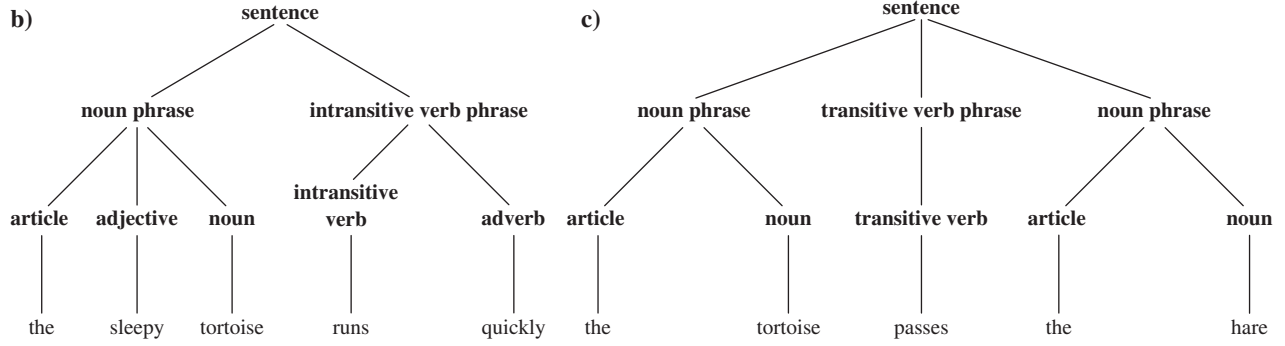 b)
sentence
noun phrase intransitive verb phrase
intransitive
article adjective noun verb adverb
the sleepy tortoise runs quickly
c)
sentence
noun phrase transitive verb phrase noun phrase
article noun transitive verb article noun
the tortoise passes the hare